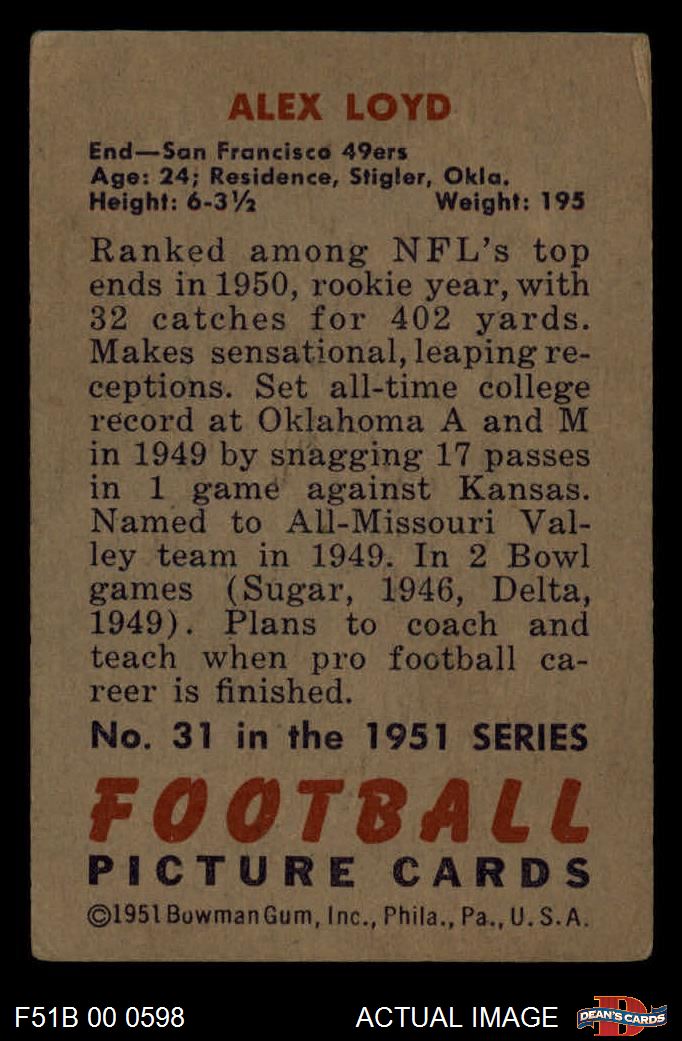 ALEX LOYD
End—San Francisco 49ers
Age: 24; Residence, Stigler, Okla.
Height: 6-3½ Weight: 195
Ranked among NFL's top
ends in 1950, rookie year, with
32 catches for 402 yards.
Makes sensational, leaping re-
ceptions. Set all-time college
record at Oklahoma A and M
in 1949 by snagging 17 passes
in 1 game against Kansas.
Named to All-Missouri Val-
ley team in 1949. In 2 Bowl
games (Sugar, 1946, Delta,
1949). Plans to coach and
teach when pro football ca-
reer is finished.
No. 31 in the 1951 SERIES
FOOTBALL
PICTURE CARDS
©1951 Bowman Gum, Inc., Phila., Pa., U. S. A.
F51B 00 0598 ACTUAL IMAGE D DEAN'S CARDS